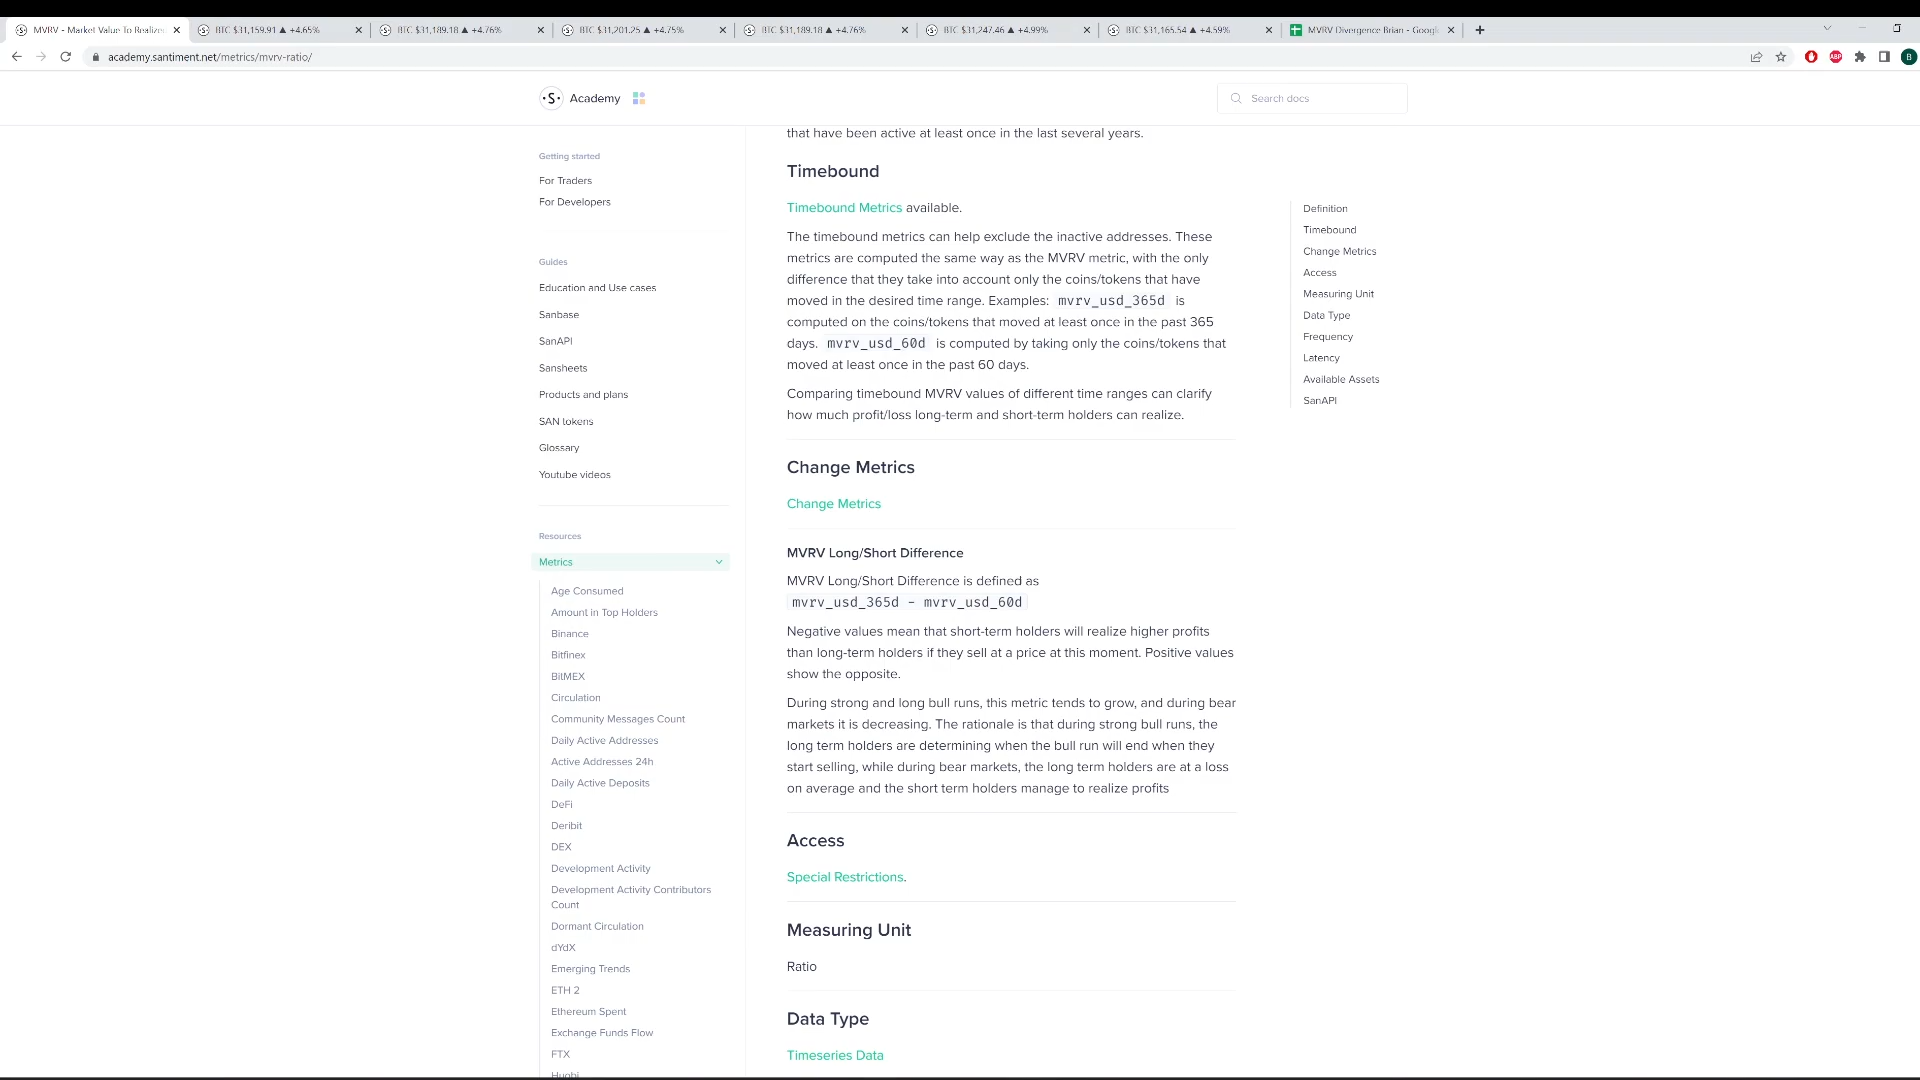 MVRV - Market Value To Realize
BTC $31,159.91 ▲ +4.65%
BTC $31,189.18 ▲ +4.76%
BTC $31,201.25 ▲ +4.75%
BTC $31,189.18 ▲ +4.76%
BTC $31,247.46 ▲ +4.99%
BTC $31,165.54 ▲ +4.59%
MVRV Divergence Brian - Googl
academy.santiment.net/metrics/mvrv-ratio/
ABP
B
·S· Academy
Search docs
Getting started
For Traders
For Developers
Guides
Education and Use cases
Sanbase
SanAPI
Sansheets
Products and plans
SAN tokens
Glossary
Youtube videos
Resources
Metrics
Age Consumed
Amount in Top Holders
Binance
Bitfinex
BitMEX
Circulation
Community Messages Count
Daily Active Addresses
Active Addresses 24h
Daily Active Deposits
DeFi
Deribit
DEX
Development Activity
Development Activity Contributors
Count
Dormant Circulation
dYdX
Emerging Trends
ETH 2
Ethereum Spent
Exchange Funds Flow
FTX
Huobi
that have been active at least once in the last several years.
Timebound
Timebound Metrics available.
The timebound metrics can help exclude the inactive addresses. These
metrics are computed the same way as the MVRV metric, with the only
difference that they take into account only the coins/tokens that have
moved in the desired time range. Examples: mvrv_usd_365d is
computed on the coins/tokens that moved at least once in the past 365
days. mvrv_usd_60d is computed by taking only the coins/tokens that
moved at least once in the past 60 days.
Comparing timebound MVRV values of different time ranges can clarify
how much profit/loss long-term and short-term holders can realize.
Change Metrics
Change Metrics
MVRV Long/Short Difference
MVRV Long/Short Difference is defined as
mvrv_usd_365d - mvrv_usd_60d
Negative values mean that short-term holders will realize higher profits
than long-term holders if they sell at a price at this moment. Positive values
show the opposite.
During strong and long bull runs, this metric tends to grow, and during bear
markets it is decreasing. The rationale is that during strong bull runs, the
long term holders are determining when the bull run will end when they
start selling, while during bear markets, the long term holders are at a loss
on average and the short term holders manage to realize profits
Access
Special Restrictions.
Measuring Unit
Ratio
Data Type
Timeseries Data
Definition
Timebound
Change Metrics
Access
Measuring Unit
Data Type
Frequency
Latency
Available Assets
SanAPI